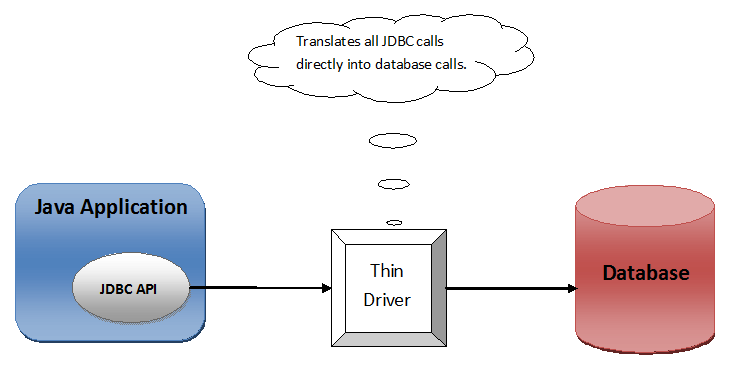 Translates all JDBC calls
directly into database calls.
Java Application
JDBC API
Thin
Driver
Database